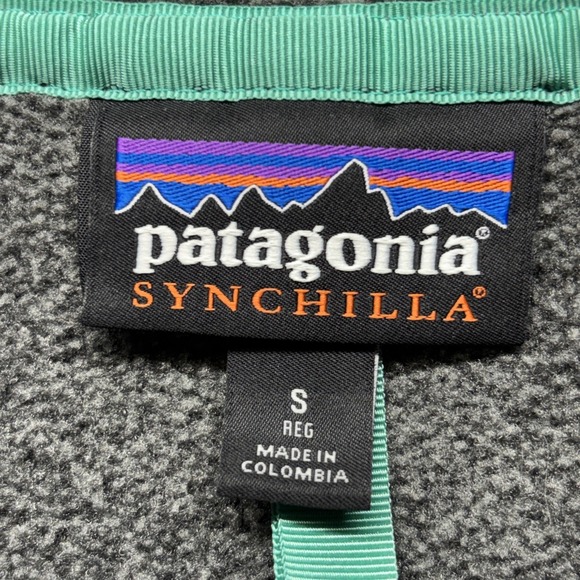 patagonia®
SYNCHILLA®
S
REG
MADE IN
COLOMBIA